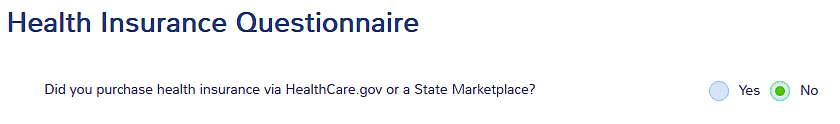 Health Insurance Questionnaire
Did you purchase health insurance via HealthCare.gov or a State Marketplace? Yes No